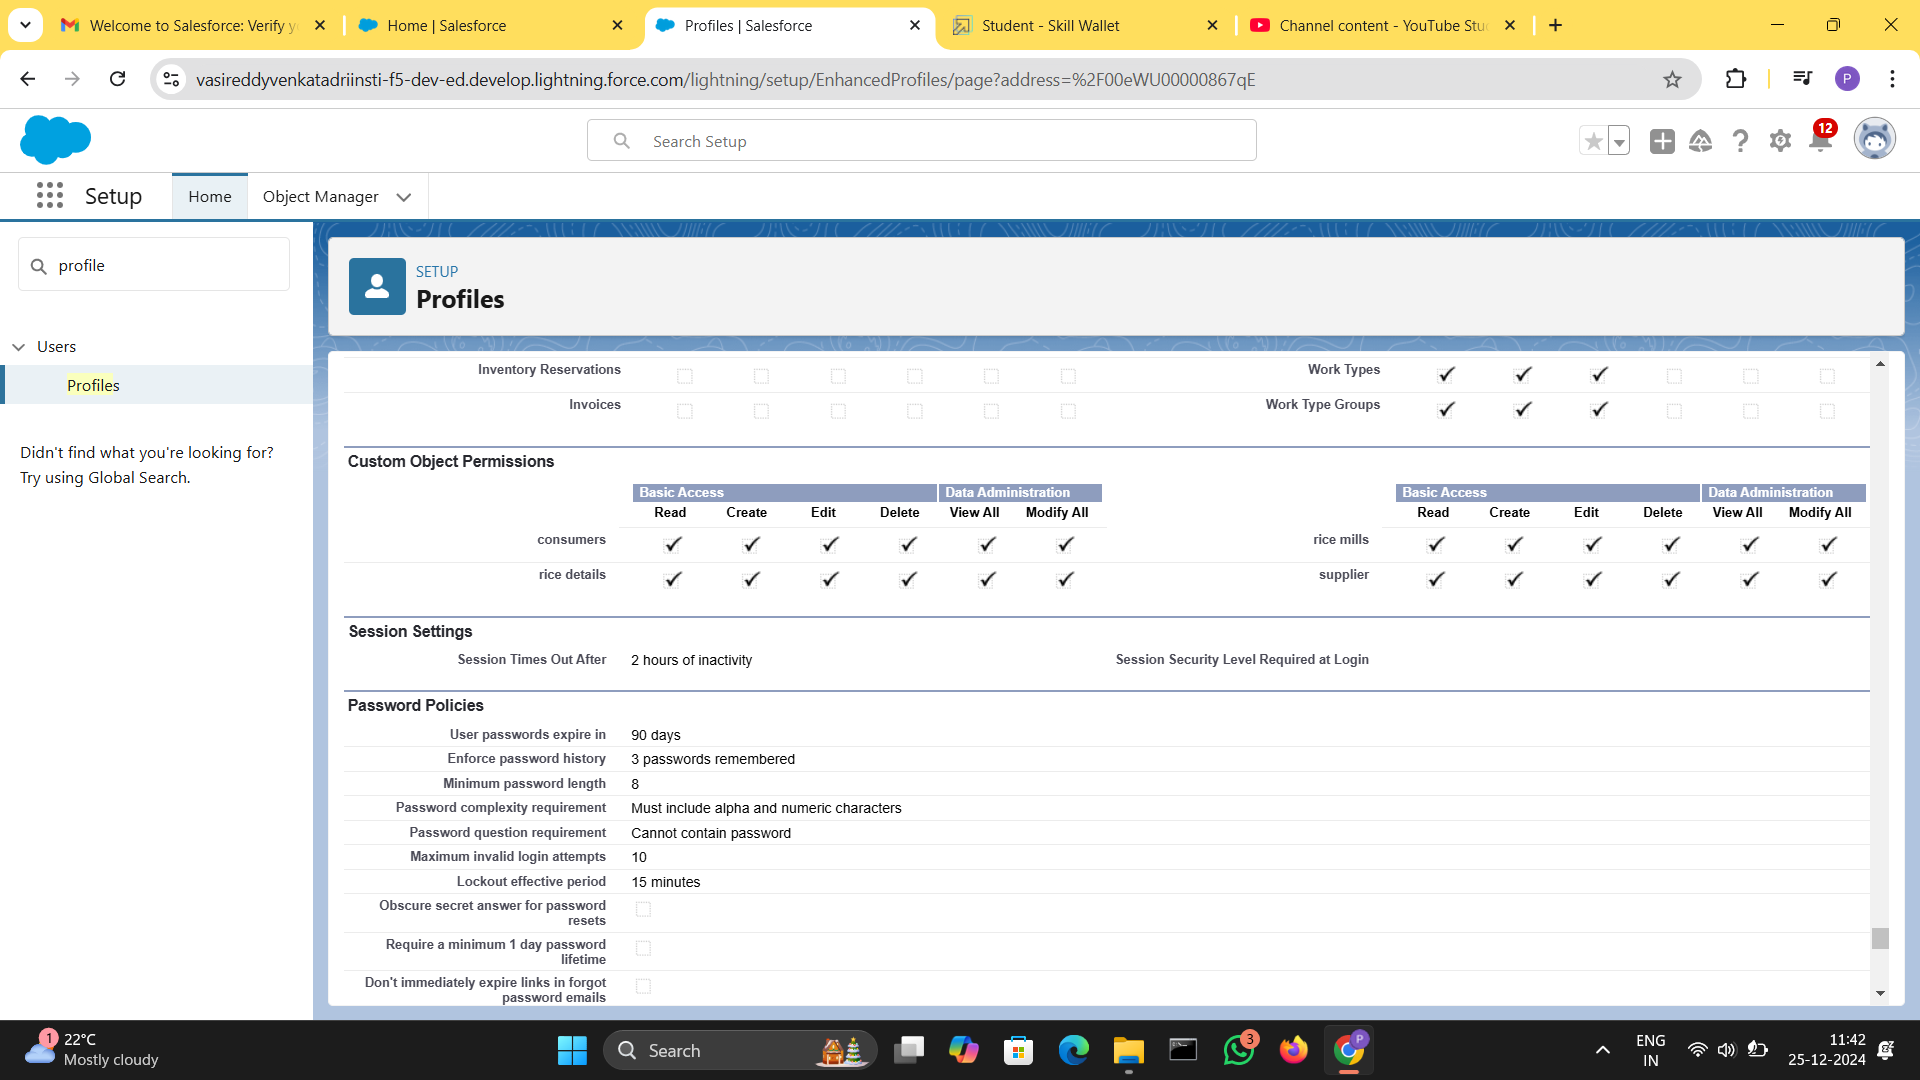 Welcome to Salesforce: Verify y
Home | Salesforce
Profiles | Salesforce
Student - Skill Wallet
Channel content - YouTube Stu
vasireddyvenkatadriinsti-f5-dev-ed.develop.lightning.force.com/lightning/setup/EnhancedProfiles/page?address=%2F00eWU00000867qE
P
Search Setup
12
Setup
Home
Object Manager
profile
Users
Profiles
Didn't find what you're looking for?
Try using Global Search.
SETUP
Profiles
Inventory Reservations
Work Types
Invoices
Work Type Groups
Custom Object Permissions
Basic Access Data Administration
Read Create Edit Delete View All Modify All
consumers
rice details
Basic Access Data Administration
Read Create Edit Delete View All Modify All
rice mills
supplier
Session Settings
Session Times Out After 2 hours of inactivity
Session Security Level Required at Login
Password Policies
User passwords expire in 90 days
Enforce password history 3 passwords remembered
Minimum password length 8
Password complexity requirement Must include alpha and numeric characters
Password question requirement Cannot contain password
Maximum invalid login attempts 10
Lockout effective period 15 minutes
Obscure secret answer for password
resets
Require a minimum 1 day password
lifetime
Don't immediately expire links in forgot
password emails
1
22°C
Mostly cloudy
Search
3
P
ENG
IN
11:42
25-12-2024